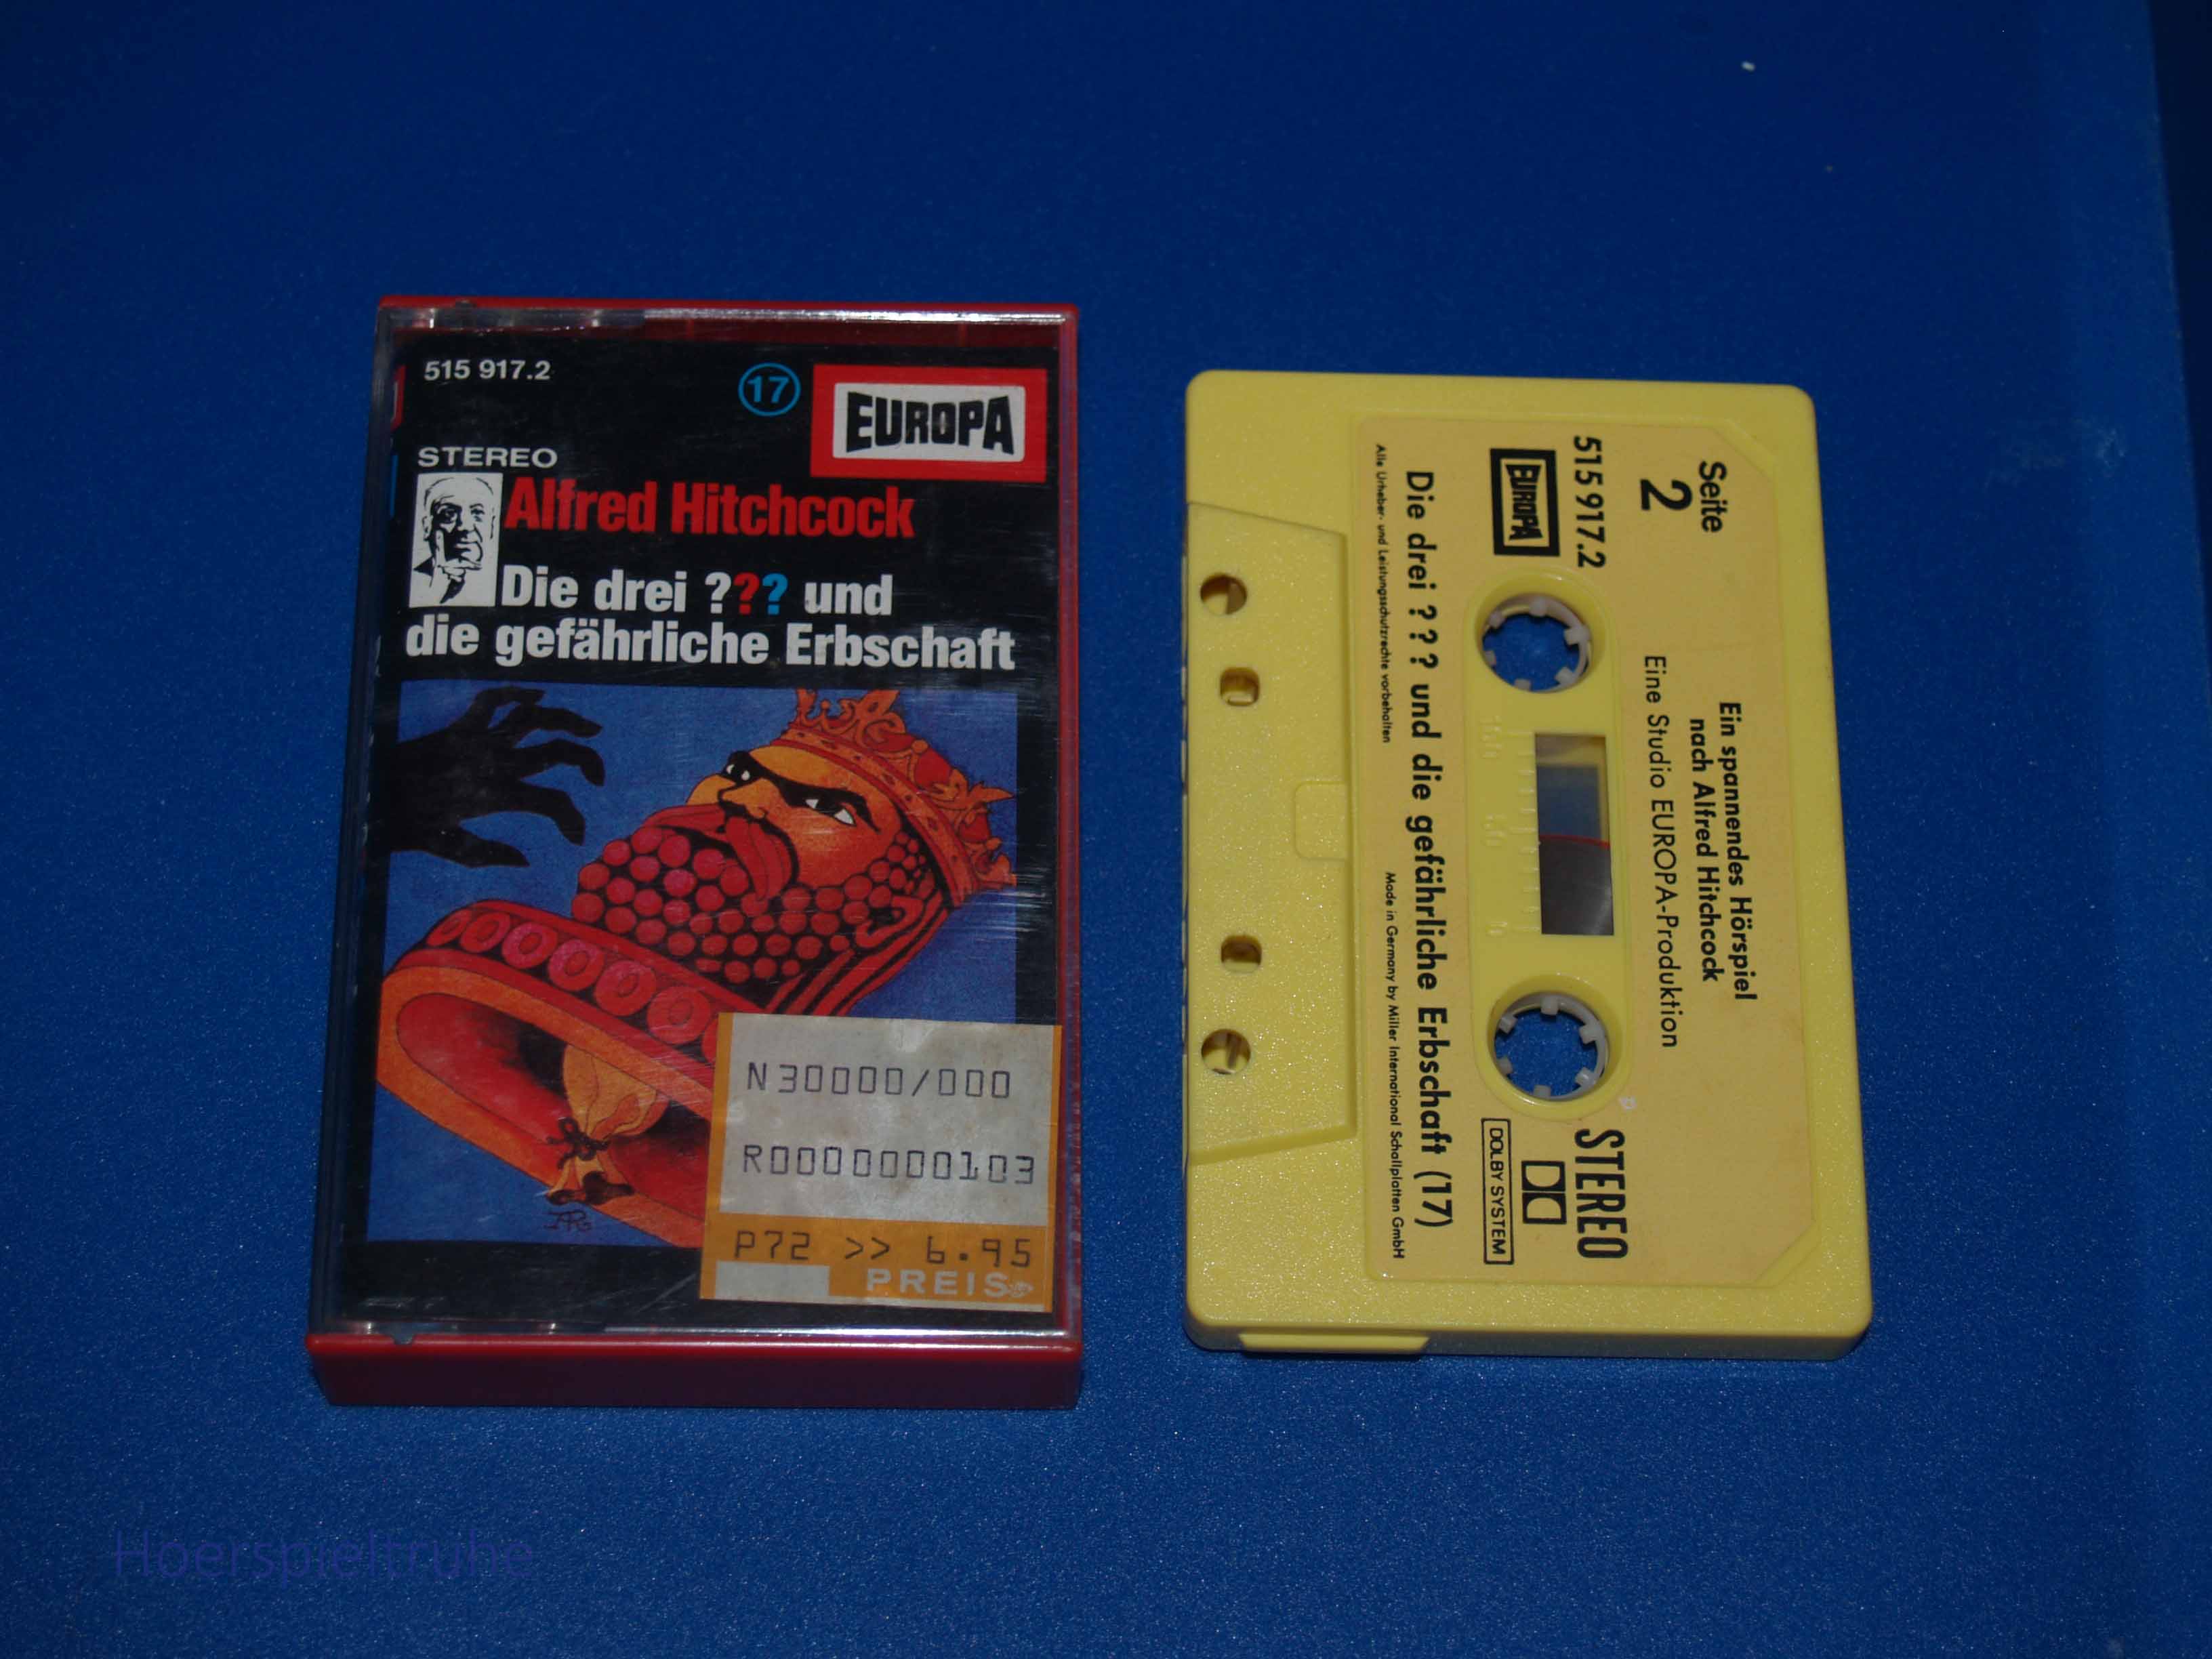 515 917.2
17
EUROPA
STEREO
Alfred Hitchcock
Die drei ??? und
die gefährliche Erbschaft
N30000/000
R0000000103
P72 >> 6.95
PREIS
Seite
2
Ein spannendes Hörspiel
nach Alfred Hitchcock
Eine Studio EUROPA-Produktion
515 917.2
EUROPA
STEREO
DOLBY SYSTEM
Die drei ? ? ? und die gefährliche Erbschaft (17)
Alle Urheber- und Leistungsschutzrechte vorbehalten
Made in Germany by Miller International Schallplatten GmbH
100
50
0
Hoerspieltruhe